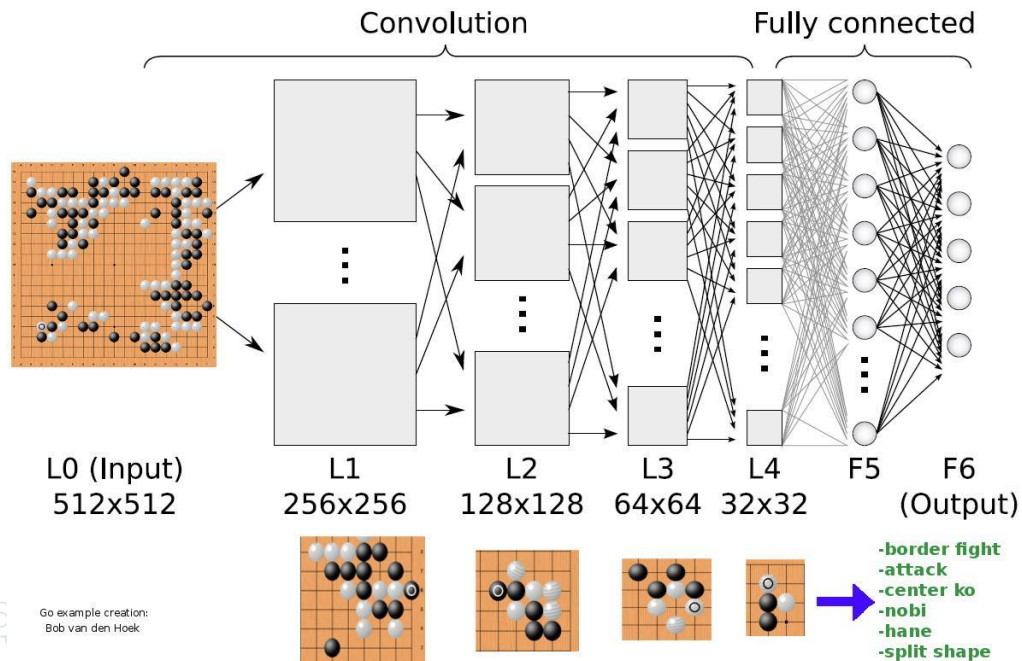 Convolution
Fully connected
L0 (Input)
512x512
L1
256x256
L2
128x128
L3
64x64
L4
32x32
F5
F6
(Output)
-border fight
-attack
-center ko
-nobi
-hane
-split shape
Go example creation:
Bob van den Hoek